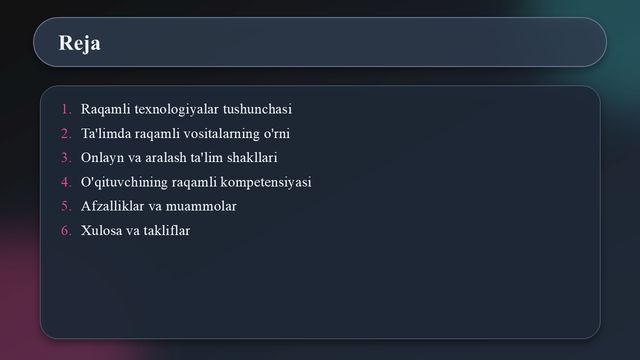 Reja
1. Raqamli texnologiyalar tushunchasi
2. Ta'limda raqamli vositalarning o'rni
3. Onlayn va aralash ta'lim shakllari
4. O'qituvchining raqamli kompetensiyasi
5. Afzalliklar va muammolar
6. Xulosa va takliflar